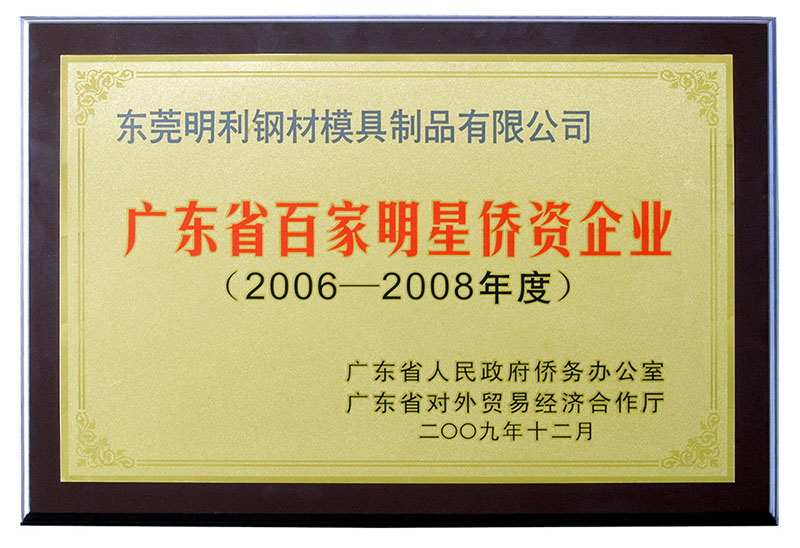 东莞明利钢材模具制品有限公司
广东省百家明星侨资企业
（2006—2008年度）
广东省人民政府侨务办公室
广东省对外贸易经济合作厅
二〇〇九年十二月